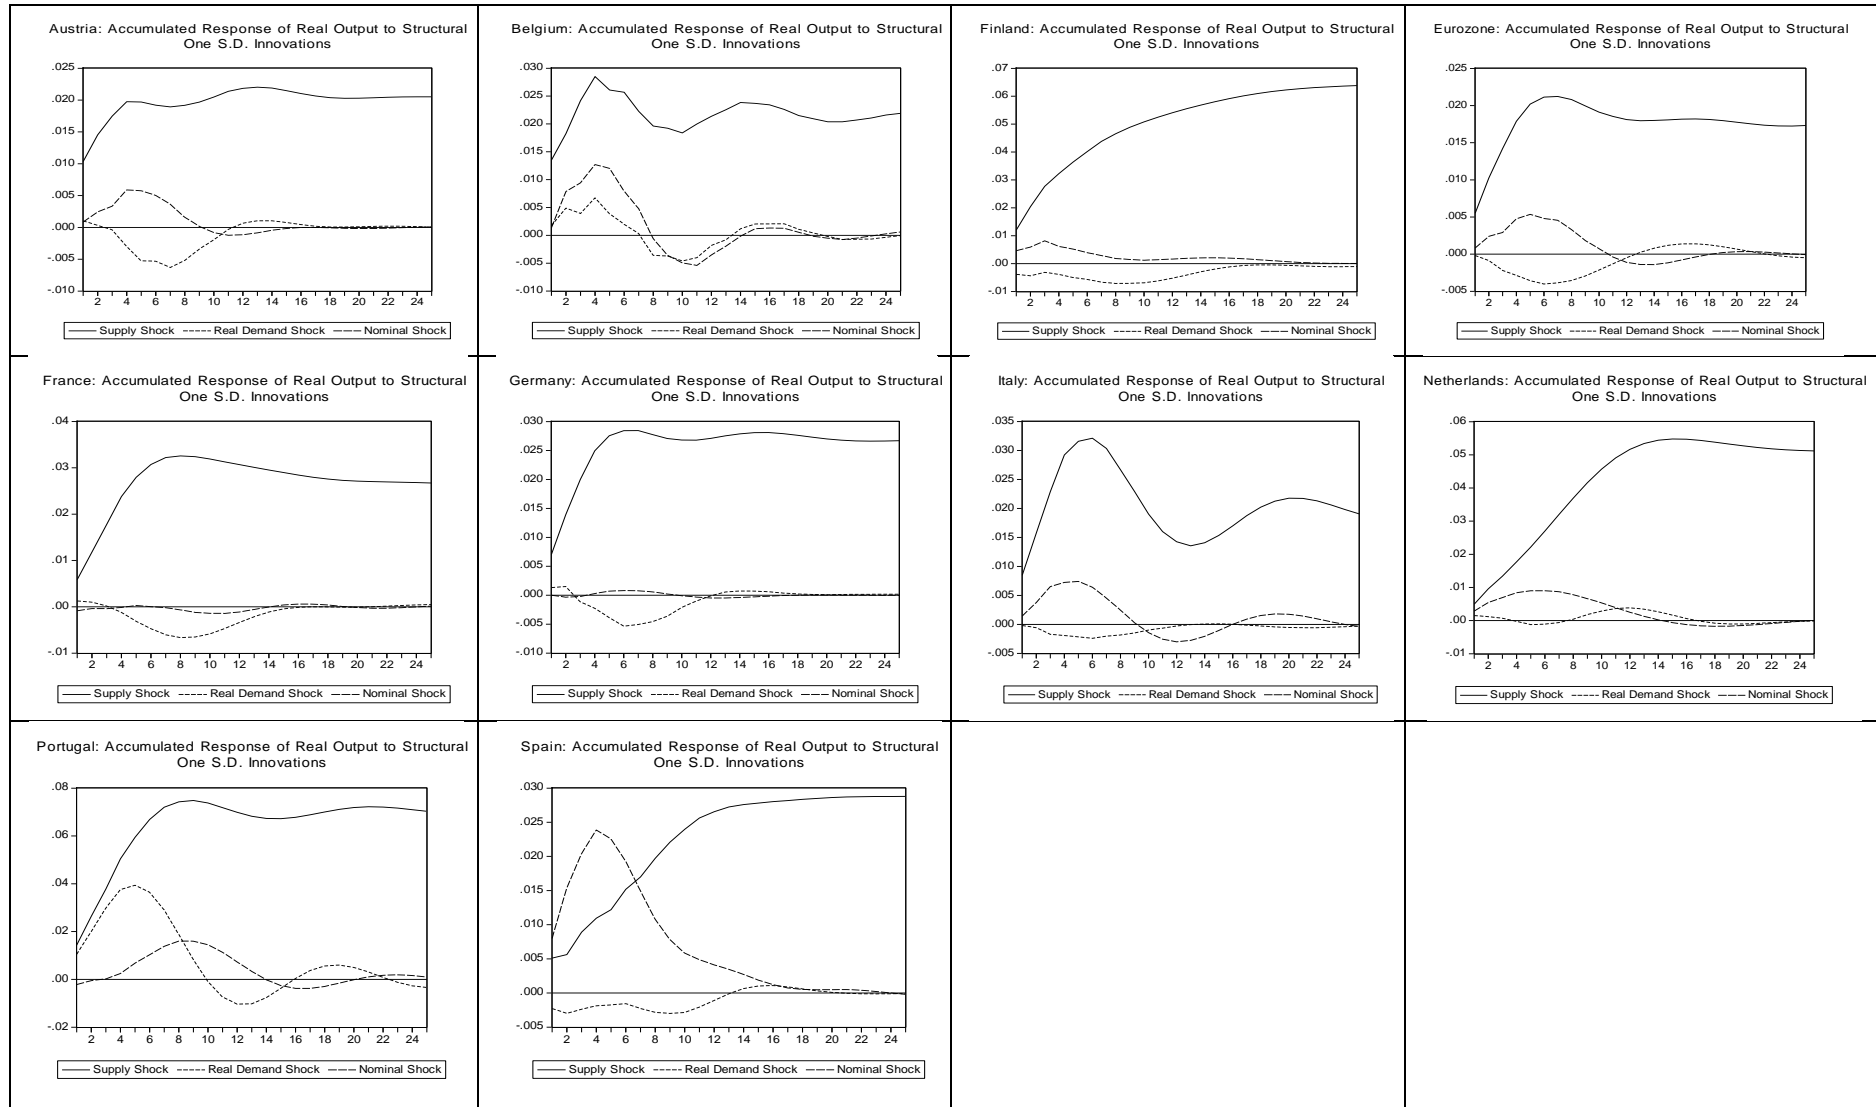 Austria: Accumulated Response of Real Output to Structural
One S.D. Innovations
.025
.020
.015
.010
.005
.000
-.005
-.010
2 4 6 8 10 12 14 16 18 20 22 24
Supply Shock Real Demand Shock Nominal Shock
Belgium: Accumulated Response of Real Output to Structural
One S.D. Innovations
.030
.025
.020
.015
.010
.005
.000
-.005
-.010
2 4 6 8 10 12 14 16 18 20 22 24
Supply Shock Real Demand Shock Nominal Shock
Finland: Accumulated Response of Real Output to Structural
One S.D. Innovations
.07
.06
.05
.04
.03
.02
.01
.00
-.01
2 4 6 8 10 12 14 16 18 20 22 24
Supply Shock Real Demand Shock Nominal Shock
Eurozone: Accumulated Response of Real Output to Structural
One S.D. Innovations
.025
.020
.015
.010
.005
.000
-.005
2 4 6 8 10 12 14 16 18 20 22 24
Supply Shock Real Demand Shock Nominal Shock
France: Accumulated Response of Real Output to Structural
One S.D. Innovations
.04
.03
.02
.01
.00
-.01
2 4 6 8 10 12 14 16 18 20 22 24
Supply Shock Real Demand Shock Nominal Shock
Germany: Accumulated Response of Real Output to Structural
One S.D. Innovations
.030
.025
.020
.015
.010
.005
.000
-.005
-.010
2 4 6 8 10 12 14 16 18 20 22 24
Supply Shock Real Demand Shock Nominal Shock
Italy: Accumulated Response of Real Output to Structural
One S.D. Innovations
.035
.030
.025
.020
.015
.010
.005
.000
-.005
2 4 6 8 10 12 14 16 18 20 22 24
Supply Shock Real Demand Shock Nominal Shock
Netherlands: Accumulated Response of Real Output to Structural
One S.D. Innovations
.06
.05
.04
.03
.02
.01
.00
-.01
2 4 6 8 10 12 14 16 18 20 22 24
Supply Shock Real Demand Shock Nominal Shock
Portugal: Accumulated Response of Real Output to Structural
One S.D. Innovations
.08
.06
.04
.02
.00
-.02
2 4 6 8 10 12 14 16 18 20 22 24
Supply Shock Real Demand Shock Nominal Shock
Spain: Accumulated Response of Real Output to Structural
One S.D. Innovations
.030
.025
.020
.015
.010
.005
.000
-.005
2 4 6 8 10 12 14 16 18 20 22 24
Supply Shock Real Demand Shock Nominal Shock